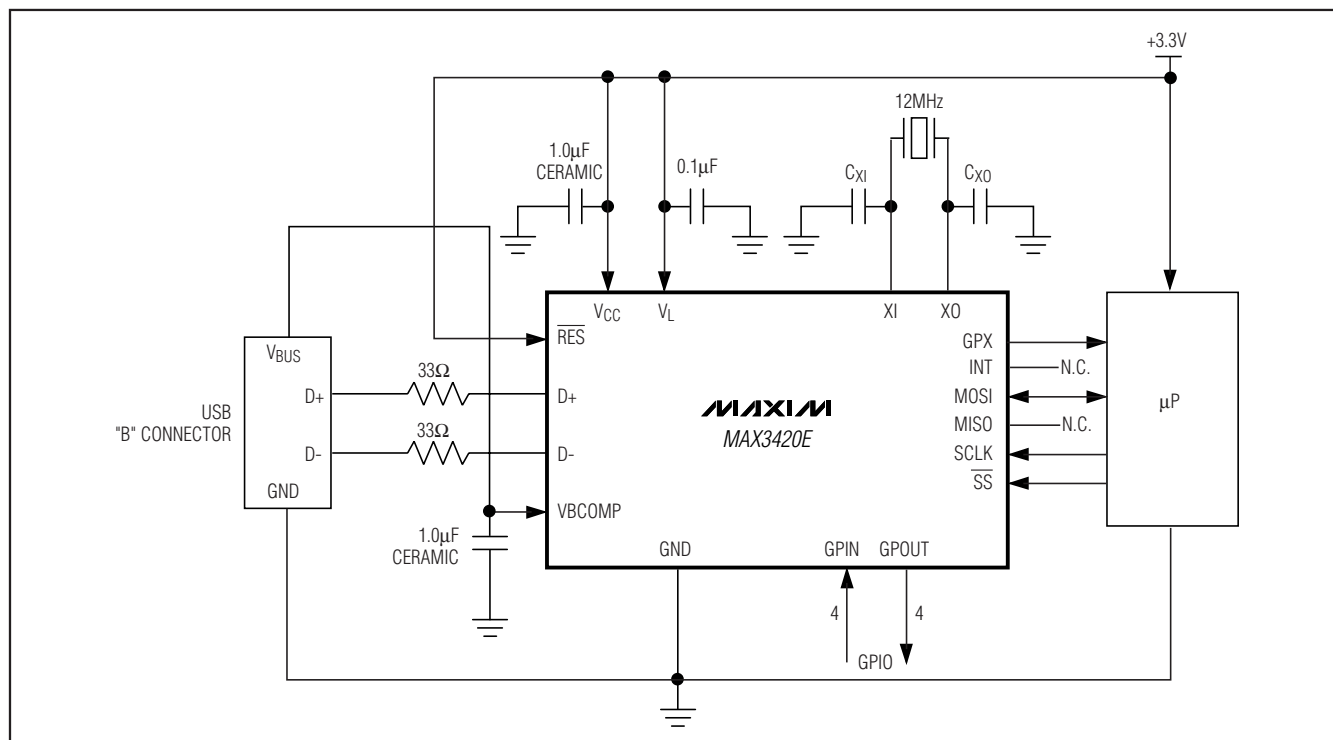 +3.3V
12MHz
1.0µF
CERAMIC
0.1µF
CXI
CXO
VCC
VL
XI
XO
RES
GPX
INT
N.C.
MOSI
MISO
N.C.
SCLK
SS
µP
VBUS
D+
D-
GND
USB
"B" CONNECTOR
33Ω
33Ω
D+
D-
VBCOMP
MAXIM
MAX3420E
1.0µF
CERAMIC
GND
GPIN
GPOUT
4
4
GPIO